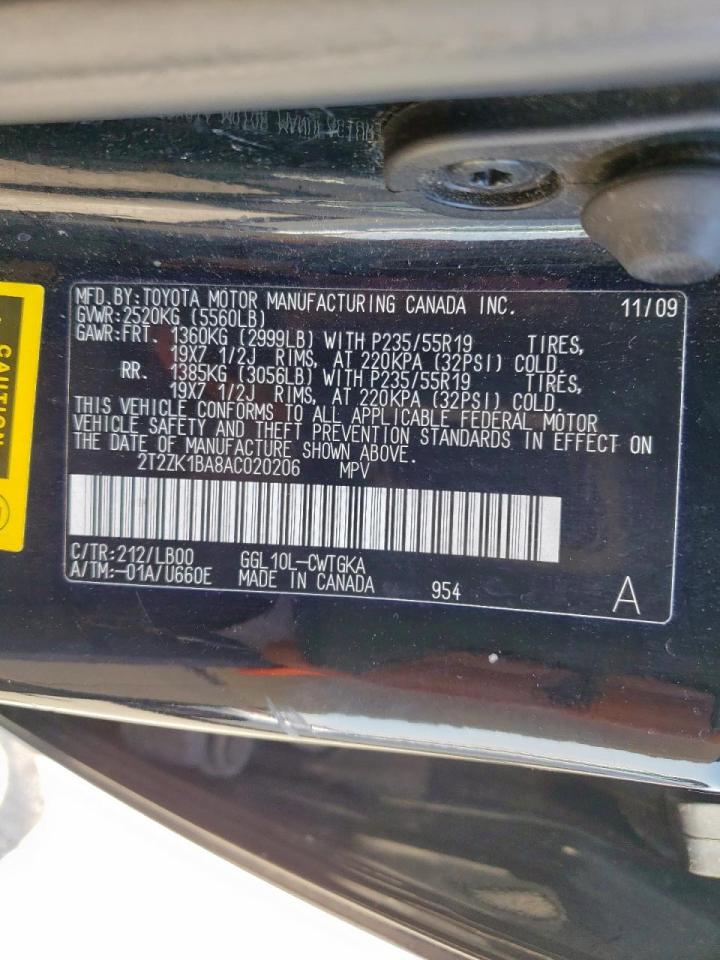 MFD.BY:TOYOTA MOTOR MANUFACTURING CANADA INC. 11/09
GVWR:2520KG (5560LB)
GAWR:FRT. 1360KG (2999LB) WITH P235/55R19 TIRES,
19X7 1/2J RIMS, AT 220KPA (32PSI) COLD.
RR. 1385KG (3056LB) WITH P235/55R19 TIRES,
19X7 1/2J RIMS, AT 220KPA (32PSI) COLD.
THIS VEHICLE CONFORMS TO ALL APPLICABLE FEDERAL MOTOR
VEHICLE SAFETY AND THEFT PREVENTION STANDARDS IN EFFECT ON
THE DATE OF MANUFACTURE SHOWN ABOVE.
2T2ZK1BA8AC020206 MPV
C/TR:212/LB00 GGL10L-CWTGKA
A/TM:-01A/U660E MADE IN CANADA 954 A
CAUTION